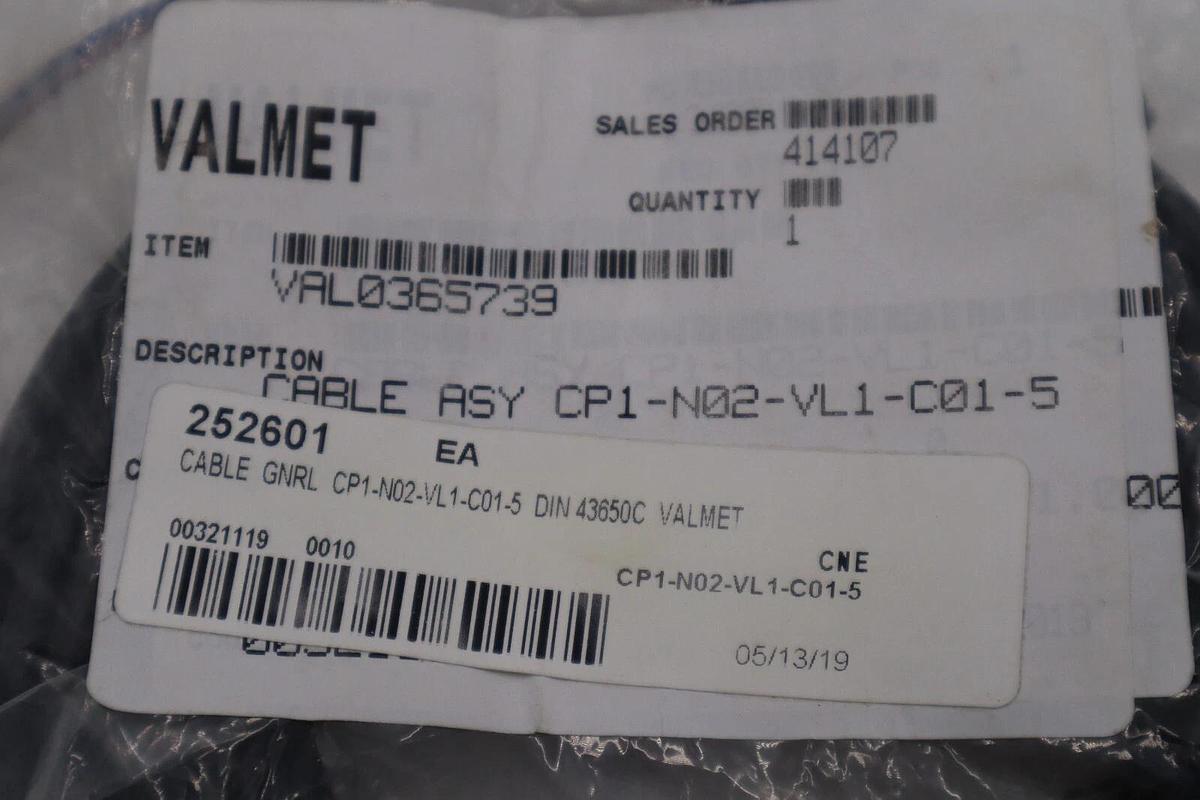 VALMET
SALES ORDER
414107
QUANTITY
1
ITEM
VAL0365739
DESCRIPTION
CABLE ASY CP1-N02-VL1-C01-5
252601 EA
CABLE GNRL CP1-N02-VL1-C01-5 DIN 43650C VALMET
00321119 0010
CNE
CP1-N02-VL1-C01-5
05/13/19